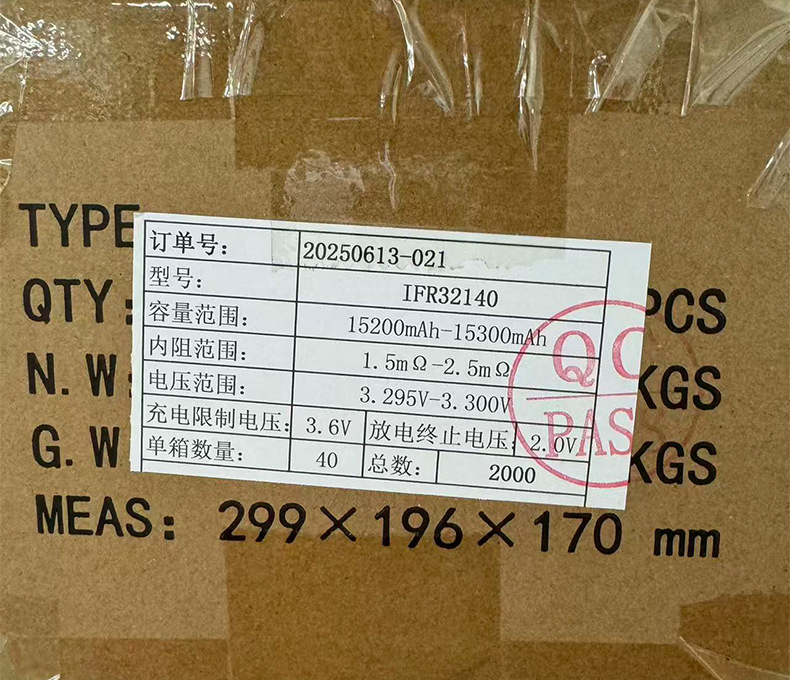 TYPE
订单号: 20250613-021
型号: IFR32140
QTY: PCS
容量范围: 15200mAh-15300mAh
内阻范围: 1.5mΩ-2.5mΩ
N.W: KGS
电压范围: 3.295V-3.300V
充电限制电压: 3.6V 放电终止电压: 2.0V
G.W KGS
单箱数量: 40 总数: 2000
QC
PASS
MEAS: 299×196×170 mm